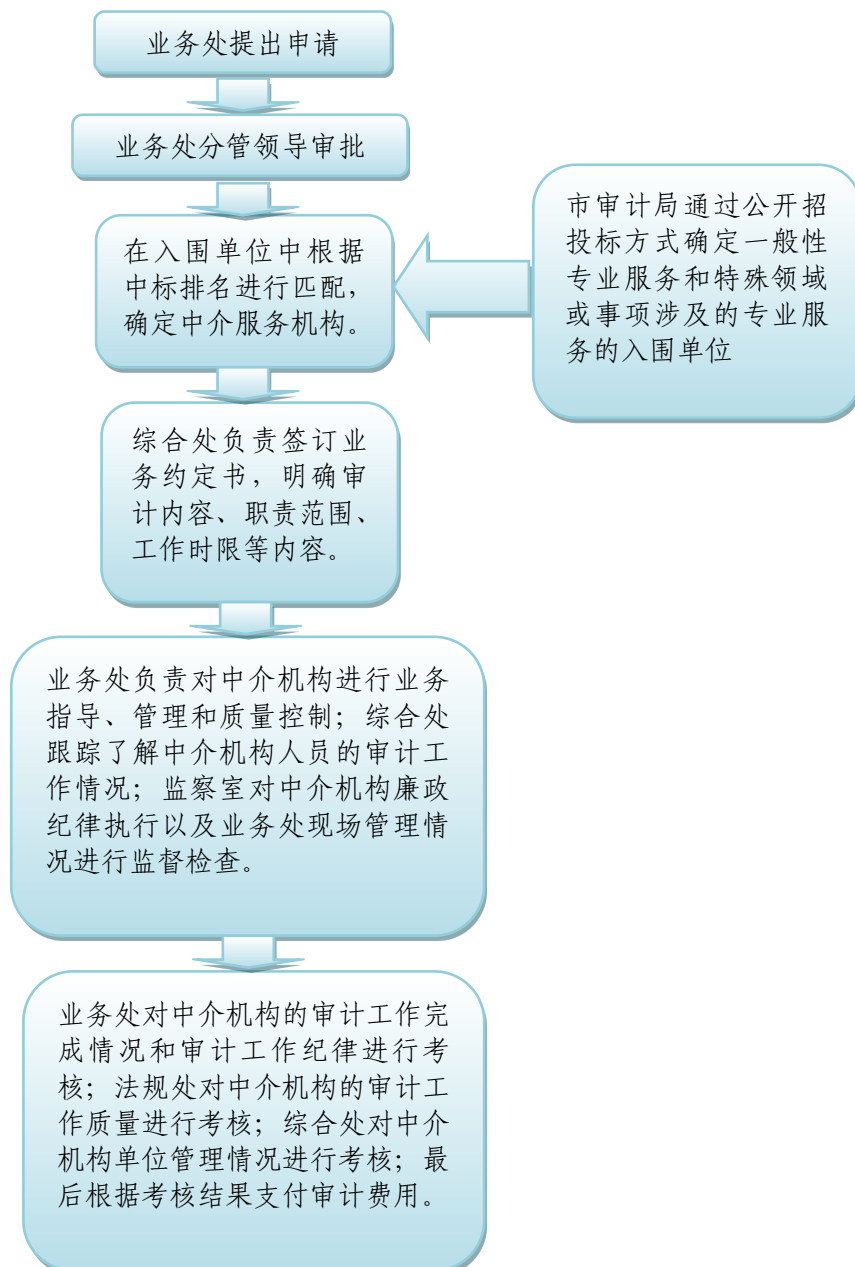 业务处提出申请
业务处分管领导审批
在入围单位中根据
中标排名进行匹配，
确定中介服务机构。
市审计局通过公开招
投标方式确定一般性
专业服务和特殊领域
或事项涉及的专业服
务的入围单位
综合处负责签订业
务约定书，明确审
计内容、职责范围、
工作时限等内容。
业务处负责对中介机构进行业务
指导、管理和质量控制；综合处
跟踪了解中介机构人员的审计工
作情况；监察室对中介机构廉政
纪律执行以及业务处现场管理情
况进行监督检查。
业务处对中介机构的审计工作完
成情况和审计工作纪律进行考
核；法规处对中介机构的审计工
作质量进行考核；综合处对中介
机构单位管理情况进行考核；最
后根据考核结果支付审计费用。